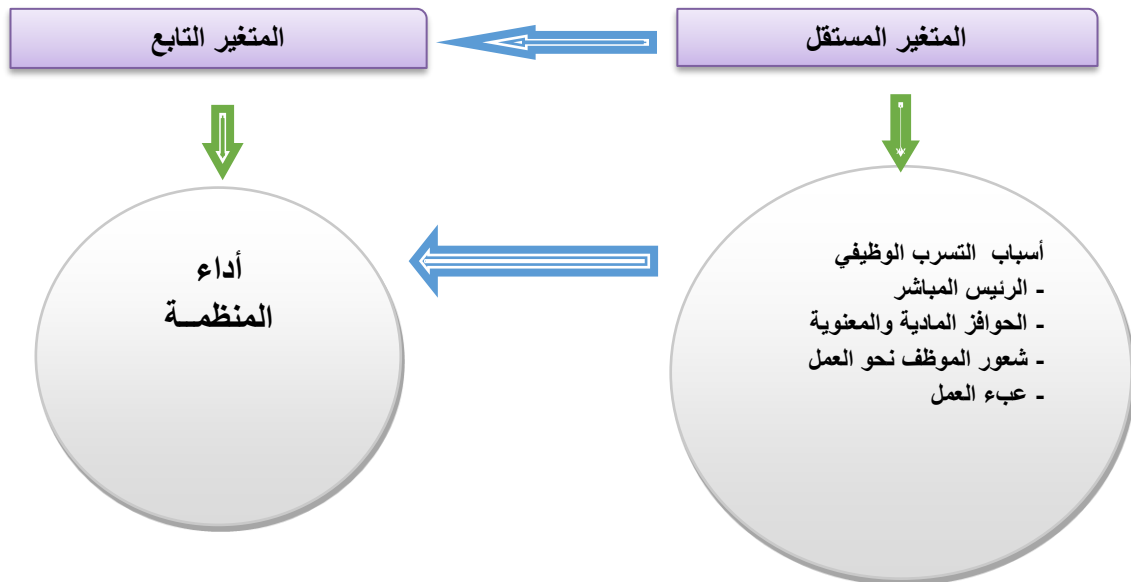 المتغير المستقل
المتغير التابع
أسباب التسرب الوظيفي
- الرئيس المباشر
- الحوافز المادية والمعنوية
- شعور الموظف نحو العمل
- عبء العمل
أداء
المنظمــة